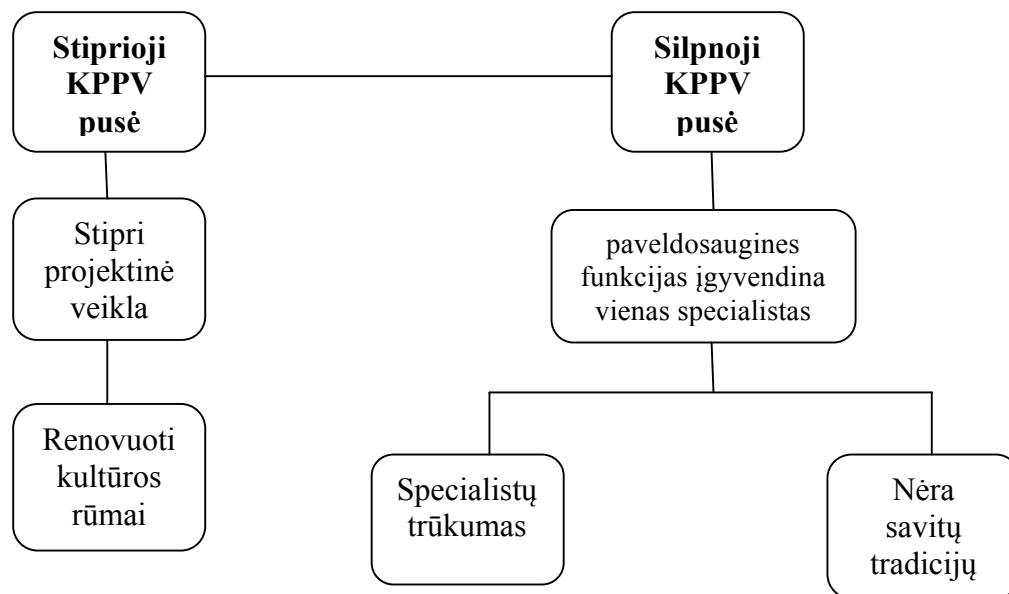 Stiprioji
KPPV
pusė
Silpnoji
KPPV
pusė
Stipri
projektinė
veikla
paveldosaugines
funkcijas įgyvendina
vienas specialistas
Renovuoti
kultūros
rūmai
Specialistų
trūkumas
Nėra
savitų
tradicijų